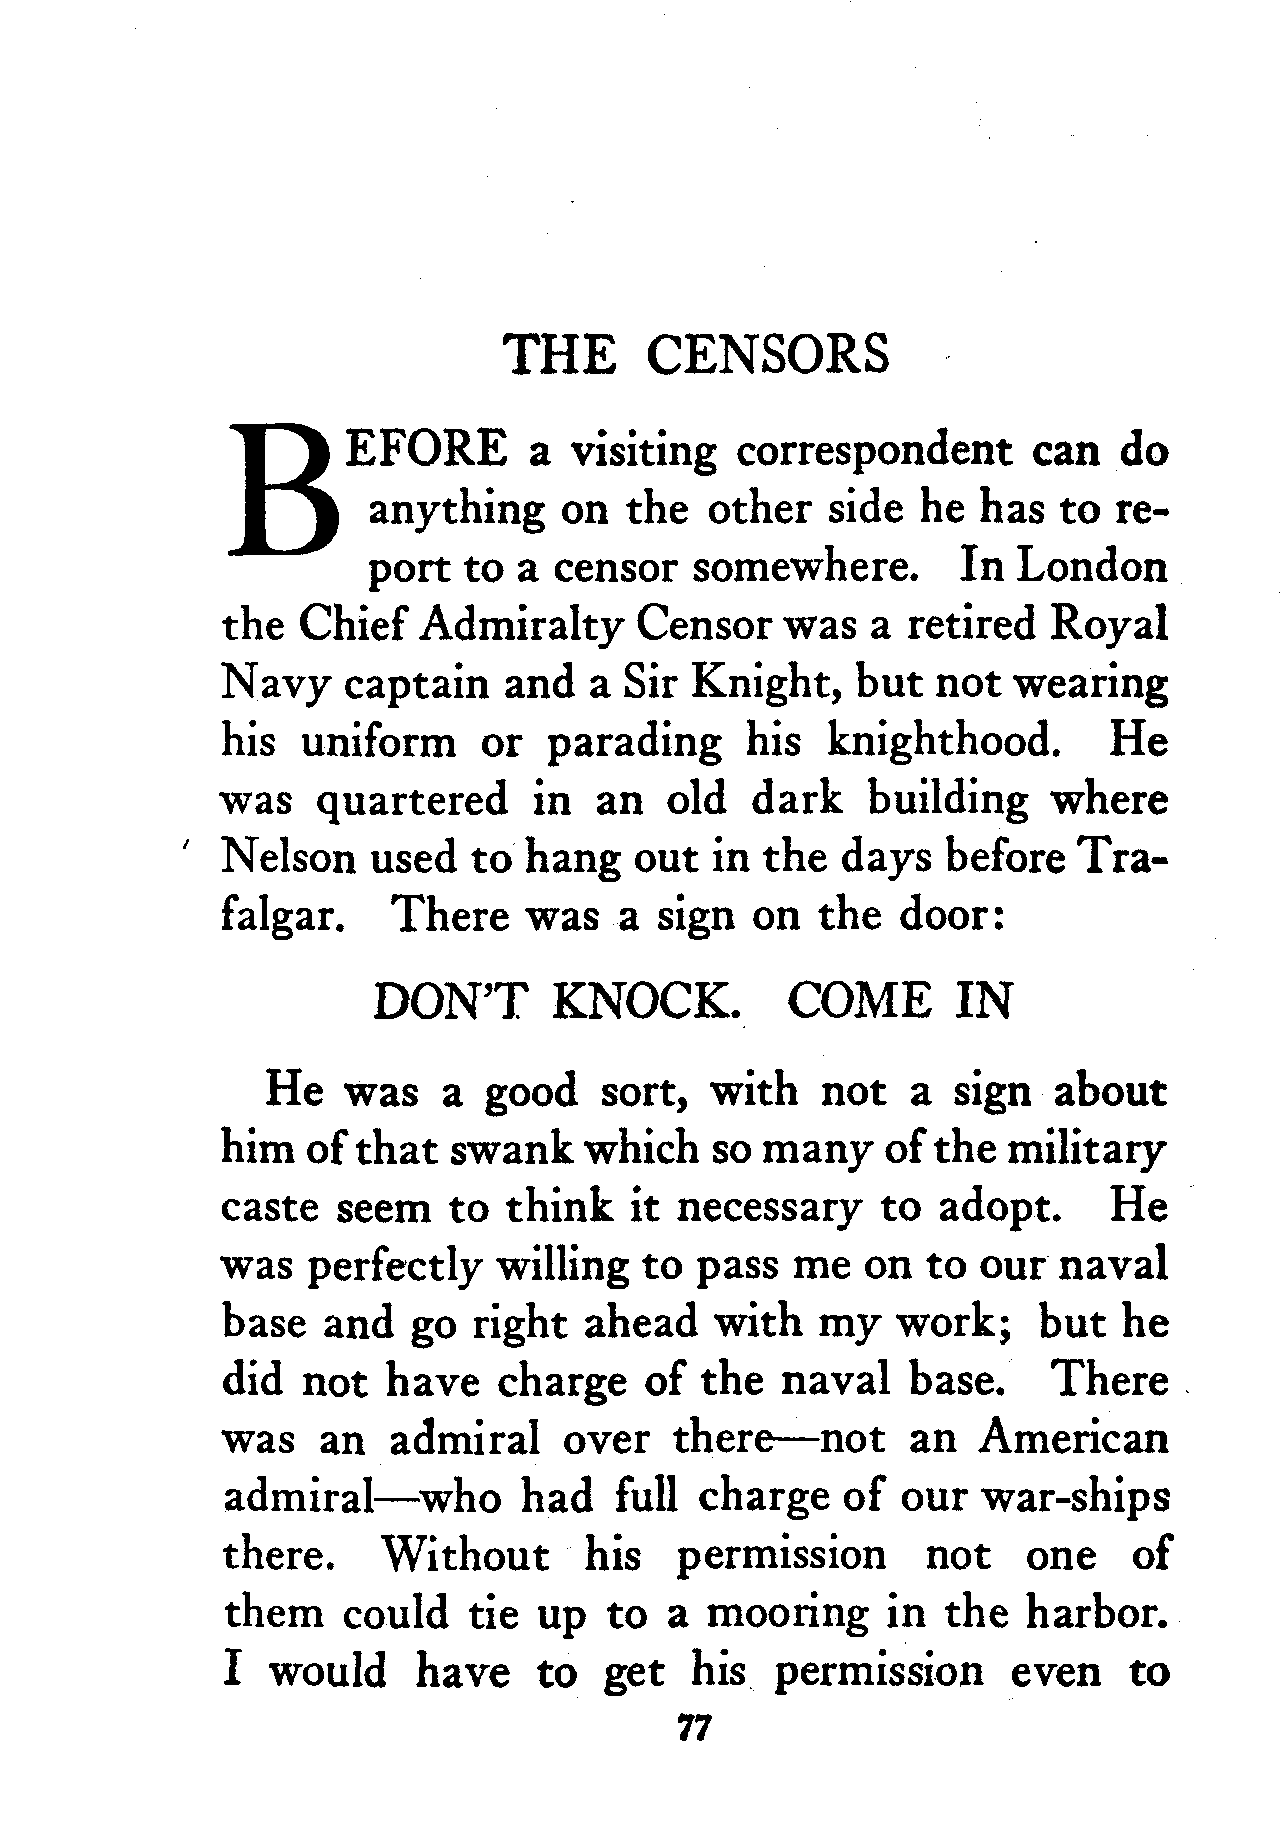 THE CENSORS
BEFORE a visiting correspondent can do
anything on the other side he has to re-
port to a censor somewhere. In London
the Chief Admiralty Censor was a retired Royal
Navy captain and a Sir Knight, but not wearing
his uniform or parading his knighthood. He
was quartered in an old dark building where
Nelson used to hang out in the days before Tra-
falgar. There was a sign on the door:
DON'T KNOCK. COME IN
He was a good sort, with not a sign about
him of that swank which so many of the military
caste seem to think it necessary to adopt. He
was perfectly willing to pass me on to our naval
base and go right ahead with my work; but he
did not have charge of the naval base. There
was an admiral over there—not an American
admiral—who had full charge of our war-ships
there. Without his permission not one of
them could tie up to a mooring in the harbor.
I would have to get his permission even to
77